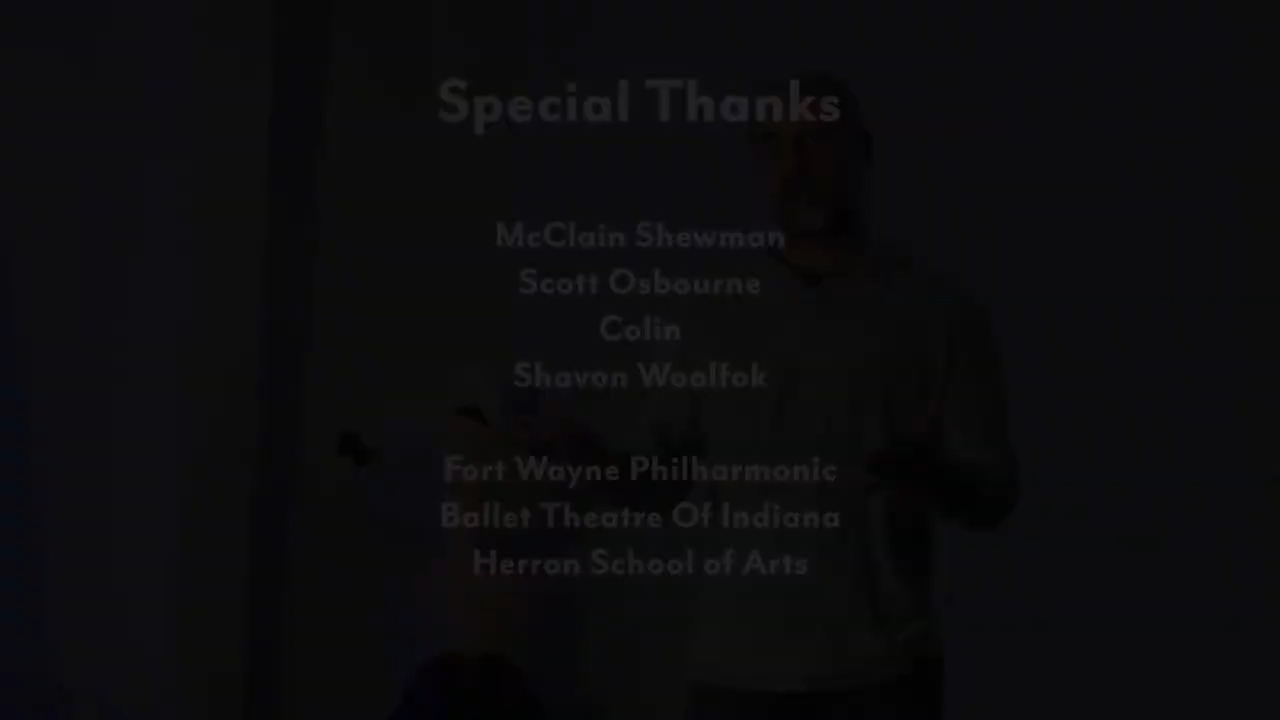 Special Thanks
McClain Shewman
Scott Osbourne
Colin
Shavon Woolfok
Fort Wayne Philharmonic
Ballet Theatre Of Indiana
Herron School of Arts